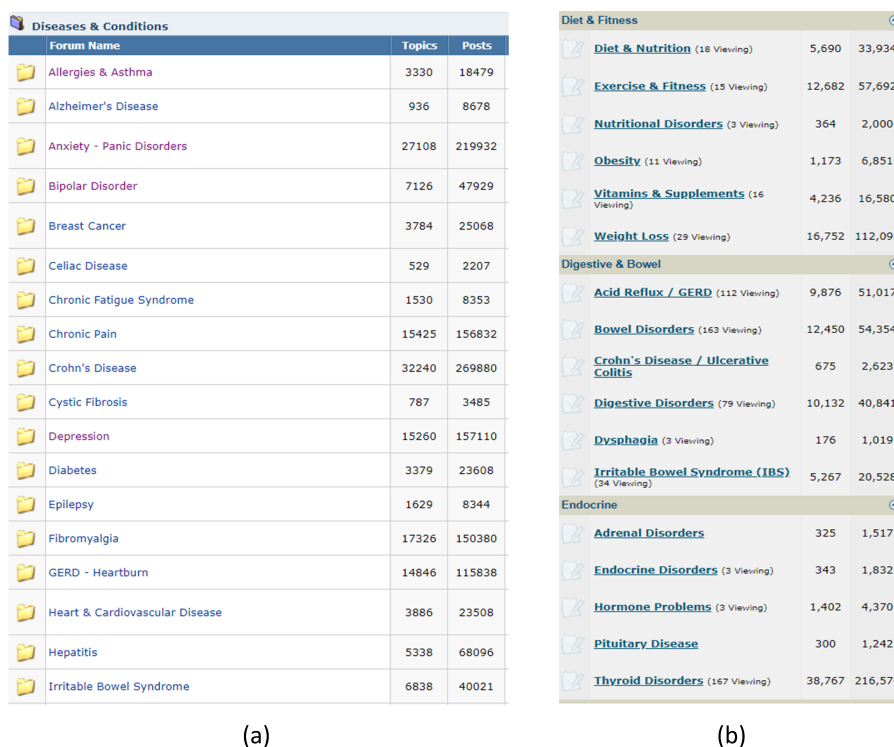 Diseases & Conditions
Forum Name Topics Posts
Allergies & Asthma 3330 18479
Alzheimer's Disease 936 8678
Anxiety - Panic Disorders 27108 219932
Bipolar Disorder 7126 47929
Breast Cancer 3784 25068
Celiac Disease 529 2207
Chronic Fatigue Syndrome 1530 8353
Chronic Pain 15425 156832
Crohn's Disease 32240 269880
Cystic Fibrosis 787 3485
Depression 15260 157110
Diabetes 3379 23608
Epilepsy 1629 8344
Fibromyalgia 17326 150380
GERD - Heartburn 14846 115838
Heart & Cardiovascular Disease 3886 23508
Hepatitis 5338 68096
Irritable Bowel Syndrome 6838 40021
(a)
Diet & Fitness
Diet & Nutrition (18 Viewing) 5,690 33,934
Exercise & Fitness (15 Viewing) 12,682 57,692
Nutritional Disorders (3 Viewing) 364 2,000
Obesity (11 Viewing) 1,173 6,851
Vitamins & Supplements (16
Viewing) 4,236 16,580
Weight Loss (29 Viewing) 16,752 112,09
Digestive & Bowel
Acid Reflux / GERD (112 Viewing) 9,876 51,017
Bowel Disorders (163 Viewing) 12,450 54,354
Crohn's Disease / Ulcerative
Colitis 675 2,623
Digestive Disorders (79 Viewing) 10,132 40,841
Dysphagia (3 Viewing) 176 1,019
Irritable Bowel Syndrome (IBS)
(34 Viewing) 5,267 20,528
Endocrine
Adrenal Disorders 325 1,517
Endocrine Disorders (3 Viewing) 343 1,832
Hormone Problems (3 Viewing) 1,402 4,370
Pituitary Disease 300 1,242
Thyroid Disorders (167 Viewing) 38,767 216,57
(b)